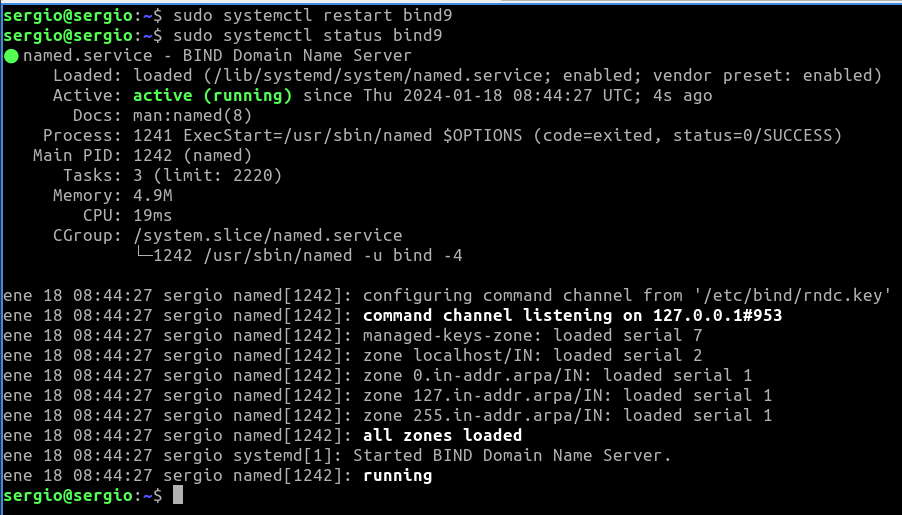 sergio@sergio:~$ sudo systemctl restart bind9
sergio@sergio:~$ sudo systemctl status bind9
● named.service - BIND Domain Name Server
     Loaded: loaded (/lib/systemd/system/named.service; enabled; vendor preset: enabled)
     Active: active (running) since Thu 2024-01-18 08:44:27 UTC; 4s ago
       Docs: man:named(8)
    Process: 1241 ExecStart=/usr/sbin/named $OPTIONS (code=exited, status=0/SUCCESS)
   Main PID: 1242 (named)
      Tasks: 3 (limit: 2220)
     Memory: 4.9M
        CPU: 19ms
     CGroup: /system.slice/named.service
             └─1242 /usr/sbin/named -u bind -4

ene 18 08:44:27 sergio named[1242]: configuring command channel from '/etc/bind/rndc.key'
ene 18 08:44:27 sergio named[1242]: command channel listening on 127.0.0.1#953
ene 18 08:44:27 sergio named[1242]: managed-keys-zone: loaded serial 7
ene 18 08:44:27 sergio named[1242]: zone localhost/IN: loaded serial 2
ene 18 08:44:27 sergio named[1242]: zone 0.in-addr.arpa/IN: loaded serial 1
ene 18 08:44:27 sergio named[1242]: zone 127.in-addr.arpa/IN: loaded serial 1
ene 18 08:44:27 sergio named[1242]: zone 255.in-addr.arpa/IN: loaded serial 1
ene 18 08:44:27 sergio named[1242]: all zones loaded
ene 18 08:44:27 sergio systemd[1]: Started BIND Domain Name Server.
ene 18 08:44:27 sergio named[1242]: running
sergio@sergio:~$